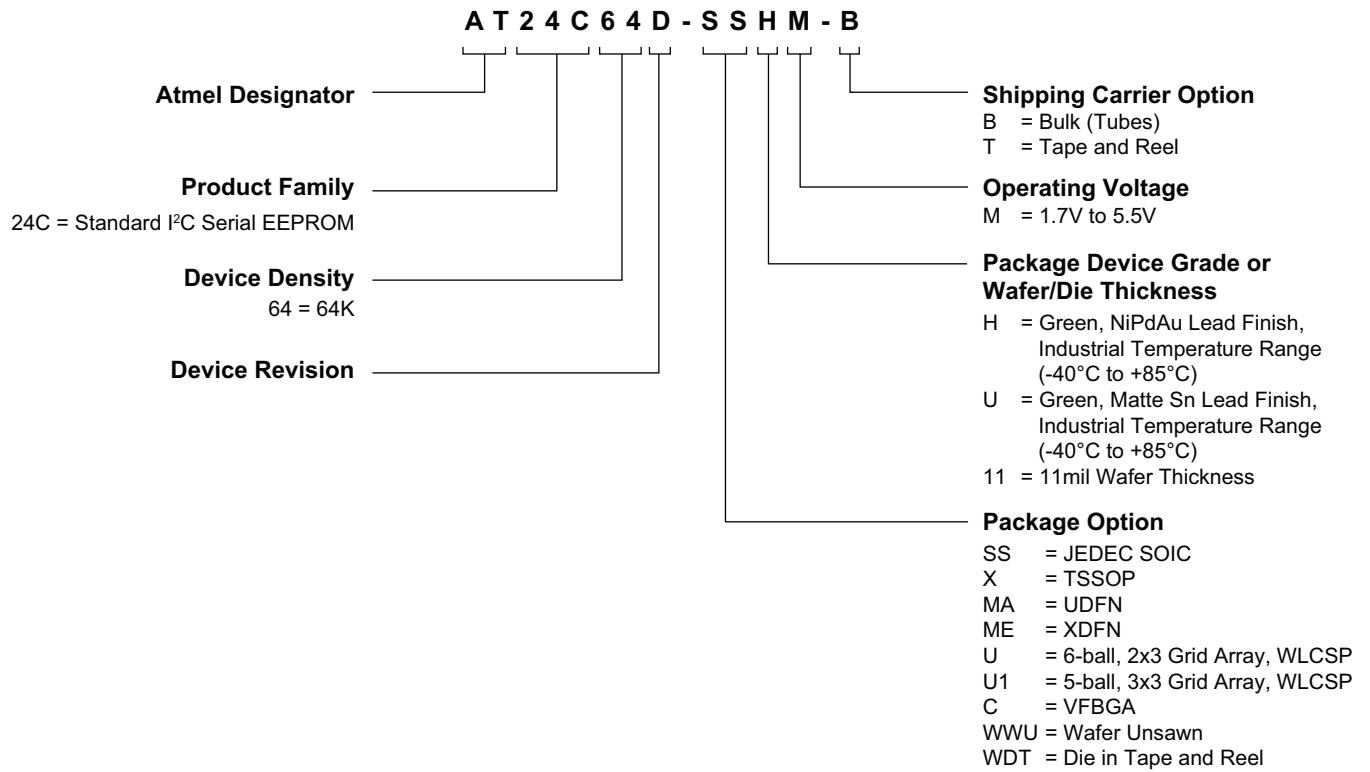 AT24C64D-SSHM-B
Atmel Designator
Product Family
24C = Standard I²C Serial EEPROM
Device Density
64 = 64K
Device Revision
Shipping Carrier Option
B = Bulk (Tubes)
T = Tape and Reel
Operating Voltage
M = 1.7V to 5.5V
Package Device Grade or
Wafer/Die Thickness
H = Green, NiPdAu Lead Finish,
Industrial Temperature Range
(-40°C to +85°C)
U = Green, Matte Sn Lead Finish,
Industrial Temperature Range
(-40°C to +85°C)
11 = 11mil Wafer Thickness
Package Option
SS = JEDEC SOIC
X = TSSOP
MA = UDFN
ME = XDFN
U = 6-ball, 2x3 Grid Array, WLCSP
U1 = 5-ball, 3x3 Grid Array, WLCSP
C = VFBGA
WWU = Wafer Unsawn
WDT = Die in Tape and Reel